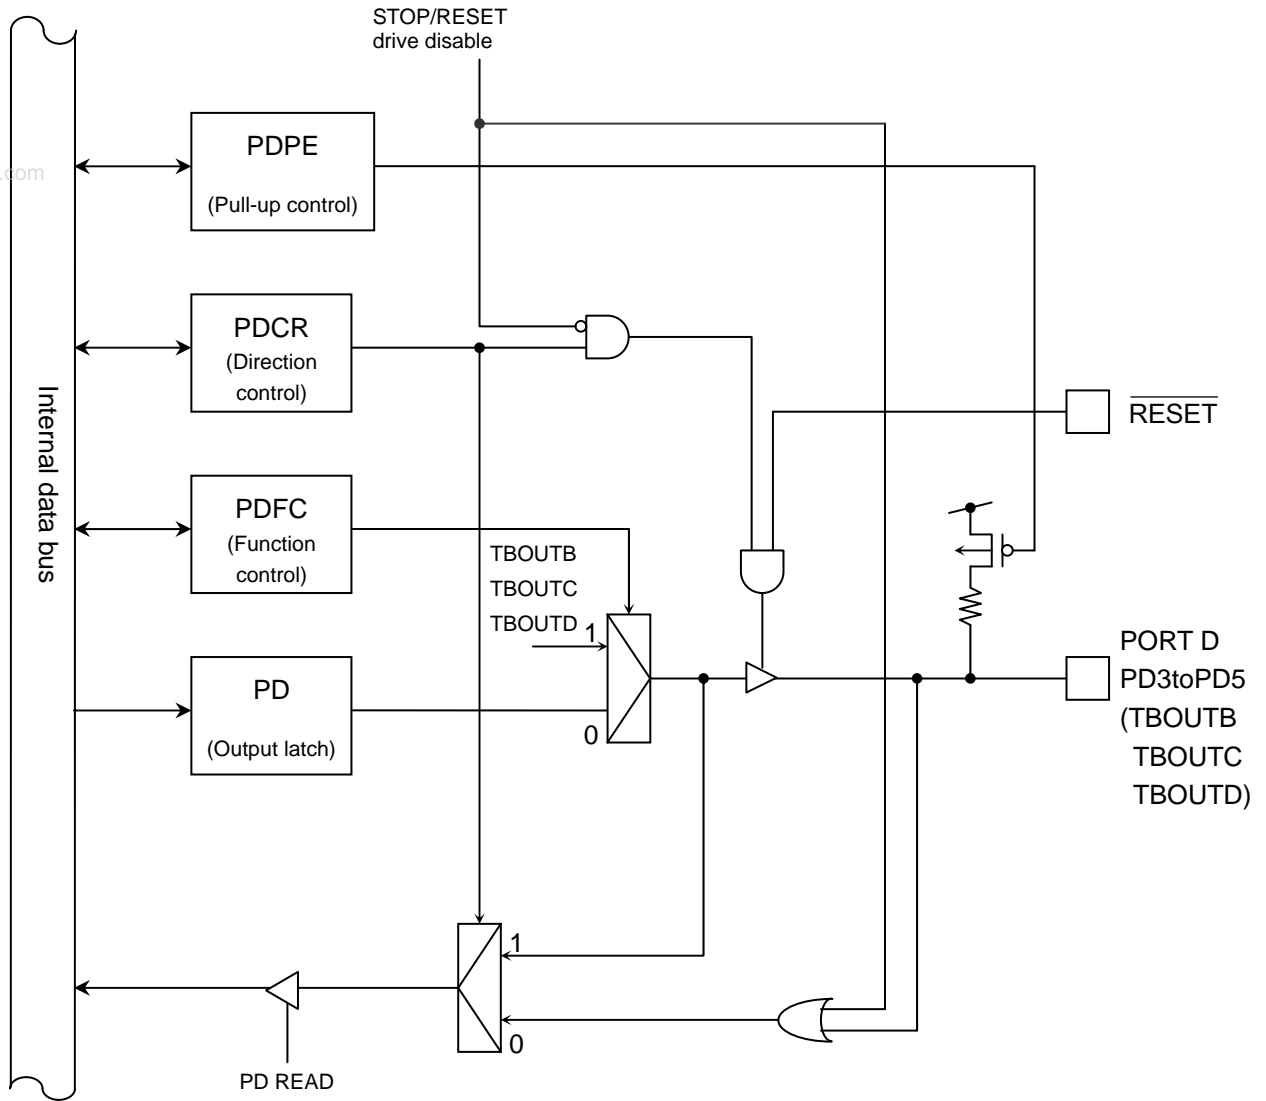 STOP/RESET
drive disable
.com
PDPE
(Pull-up control)
PDCR
(Direction
control)
RESET
Internal data bus
PDFC
(Function
control)
TBOUTB
TBOUTC
TBOUTD
1
PD
(Output latch)
0
PORT D
PD3toPD5
(TBOUTB
TBOUTC
TBOUTD)
1
0
PD READ